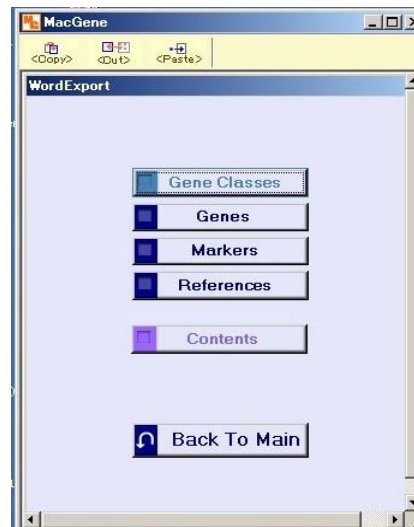 MacGene
<Copy> <Cut> <Paste>
WordExport
Gene Classes
Genes
Markers
References
Contents
Back To Main